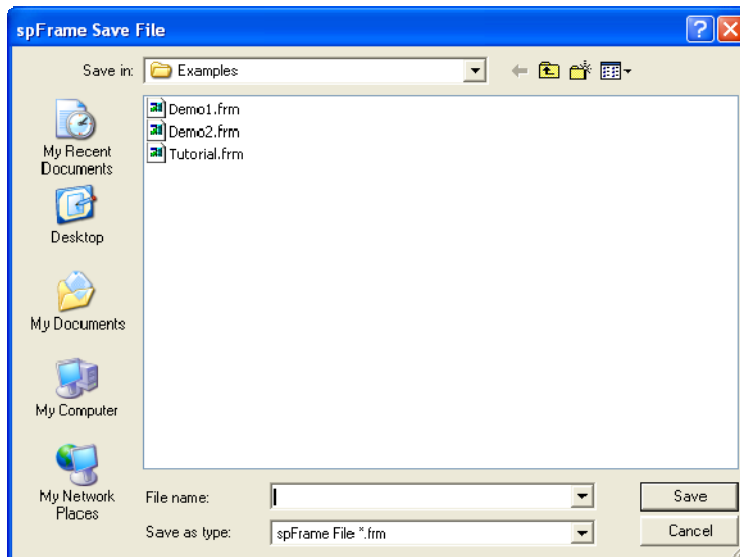 spFrame Save File
Save in:
Examples
Demo1.frm
Demo2.frm
Tutorial.frm
My Recent
Documents
Desktop
My Documents
My Computer
My Network
Places
File name:
Save
Save as type:
spFrame File *.frm
Cancel